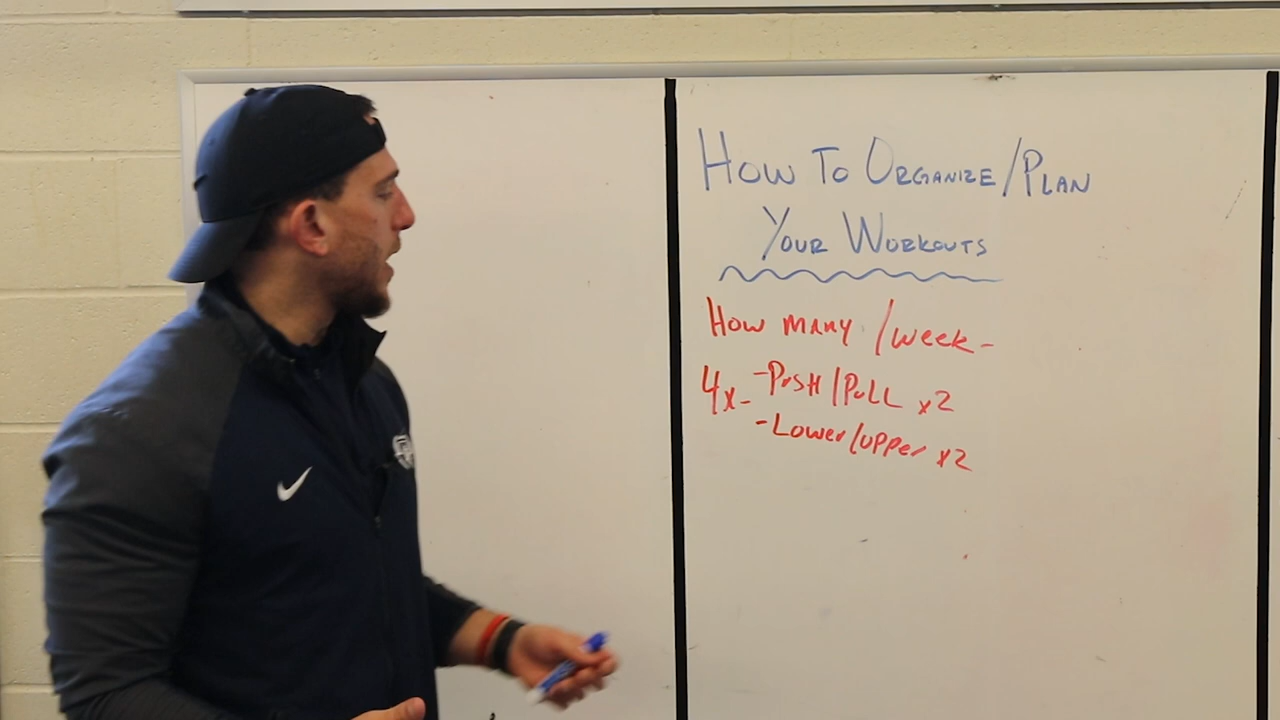 How To Organize/Plan
Your Workouts
How many /week-
4x- -Push/Pull x2
-Lower/upper x2